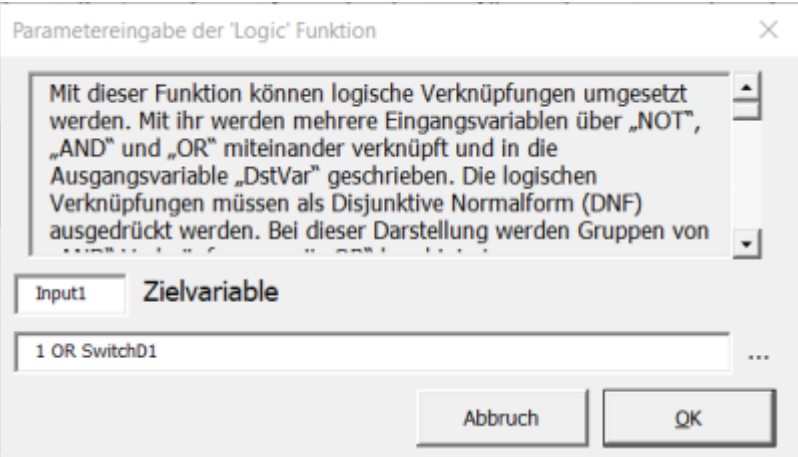 Parametereingabe der 'Logic' Funktion
Mit dieser Funktion können logische Verknüpfungen umgesetzt
werden. Mit ihr werden mehrere Eingangsvariablen über „NOT",
„AND" und „OR" miteinander verknüpft und in die
Ausgangsvariable „DstVar" geschrieben. Die logischen
Verknüpfungen müssen als Disjunktive Normalform (DNF)
ausgedrückt werden. Bei dieser Darstellung werden Gruppen von
Input1 Zielvariable
1 OR SwitchD1 ...
Abbruch OK